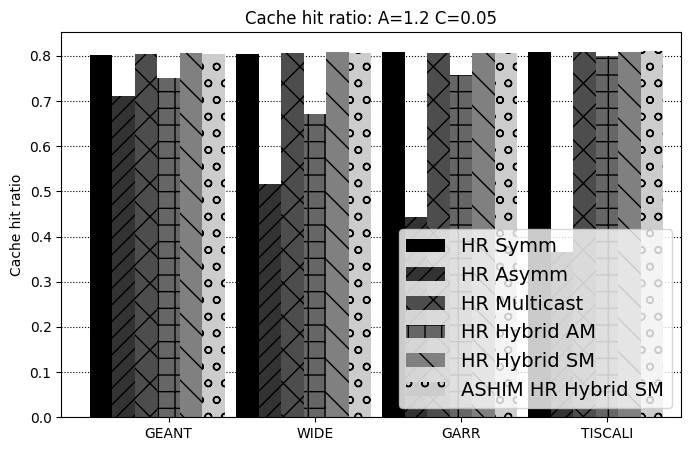 Cache hit ratio: A=1.2 C=0.05
Cache hit ratio
0.8
0.7
0.6
0.5
0.4
0.3
0.2
0.1
0.0
HR Symm
HR Asymm
HR Multicast
HR Hybrid AM
HR Hybrid SM
ASHIM HR Hybrid SM
GEANT WIDE GARR TISCALI